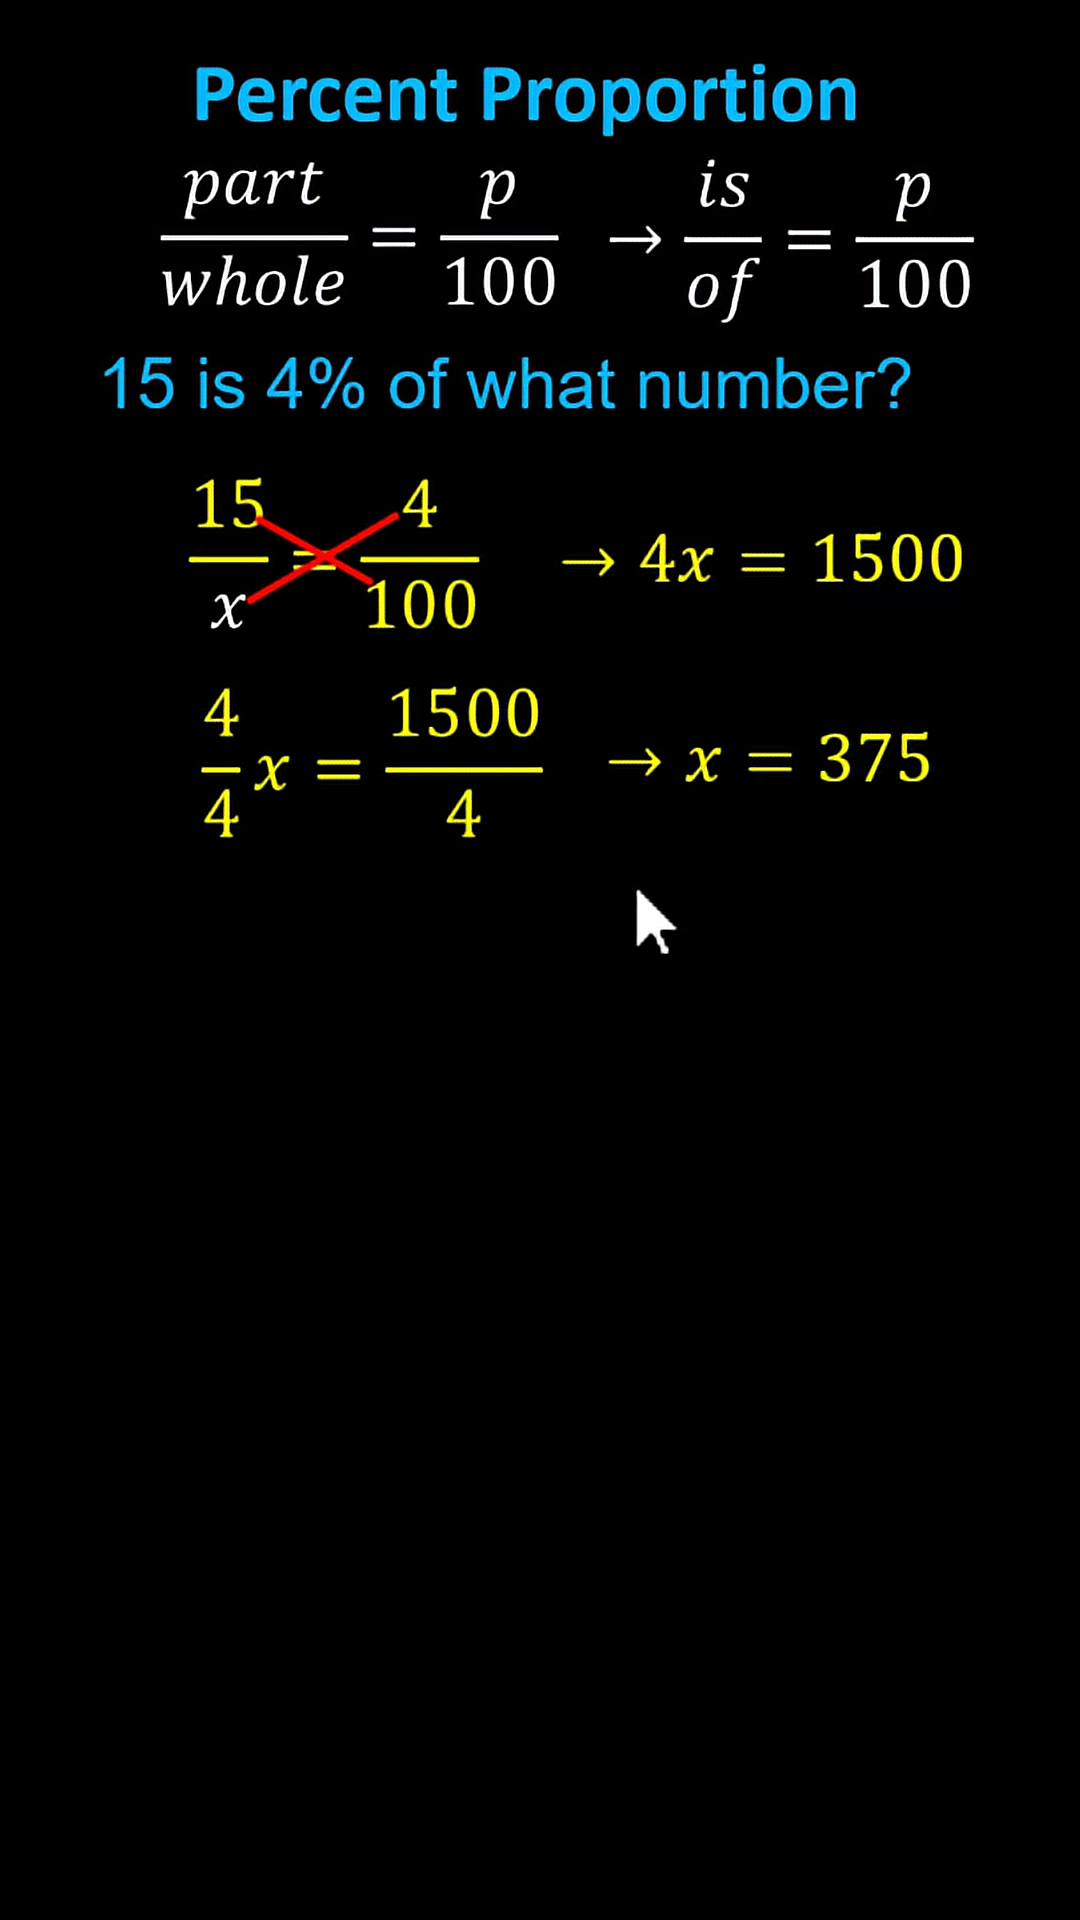 Percent Proportion
part/whole = p/100 → is/of = p/100
15 is 4% of what number?
15/x = 4/100 → 4x = 1500
4/4 x = 1500/4 → x = 375